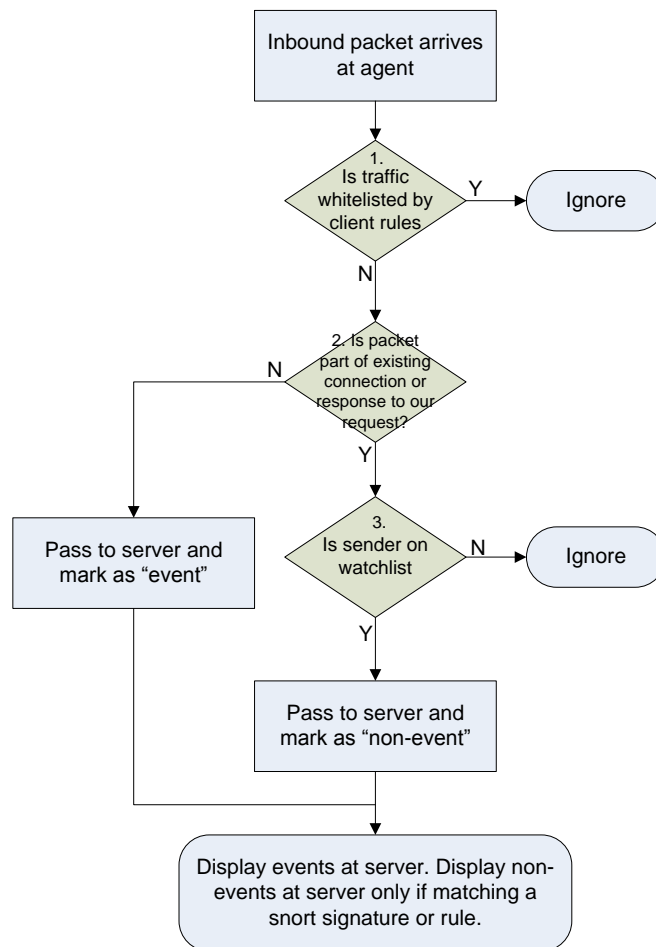 Inbound packet arrives
at agent
1.
Is traffic
whitelisted by
client rules
Y
Ignore
N
2. Is packet
part of existing
connection or
response to our
request?
N
Y
Pass to server and
mark as “event”
3.
Is sender on
watchlist
N
Ignore
Y
Pass to server and
mark as “non-event”
Display events at server. Display non-
events at server only if matching a
snort signature or rule.